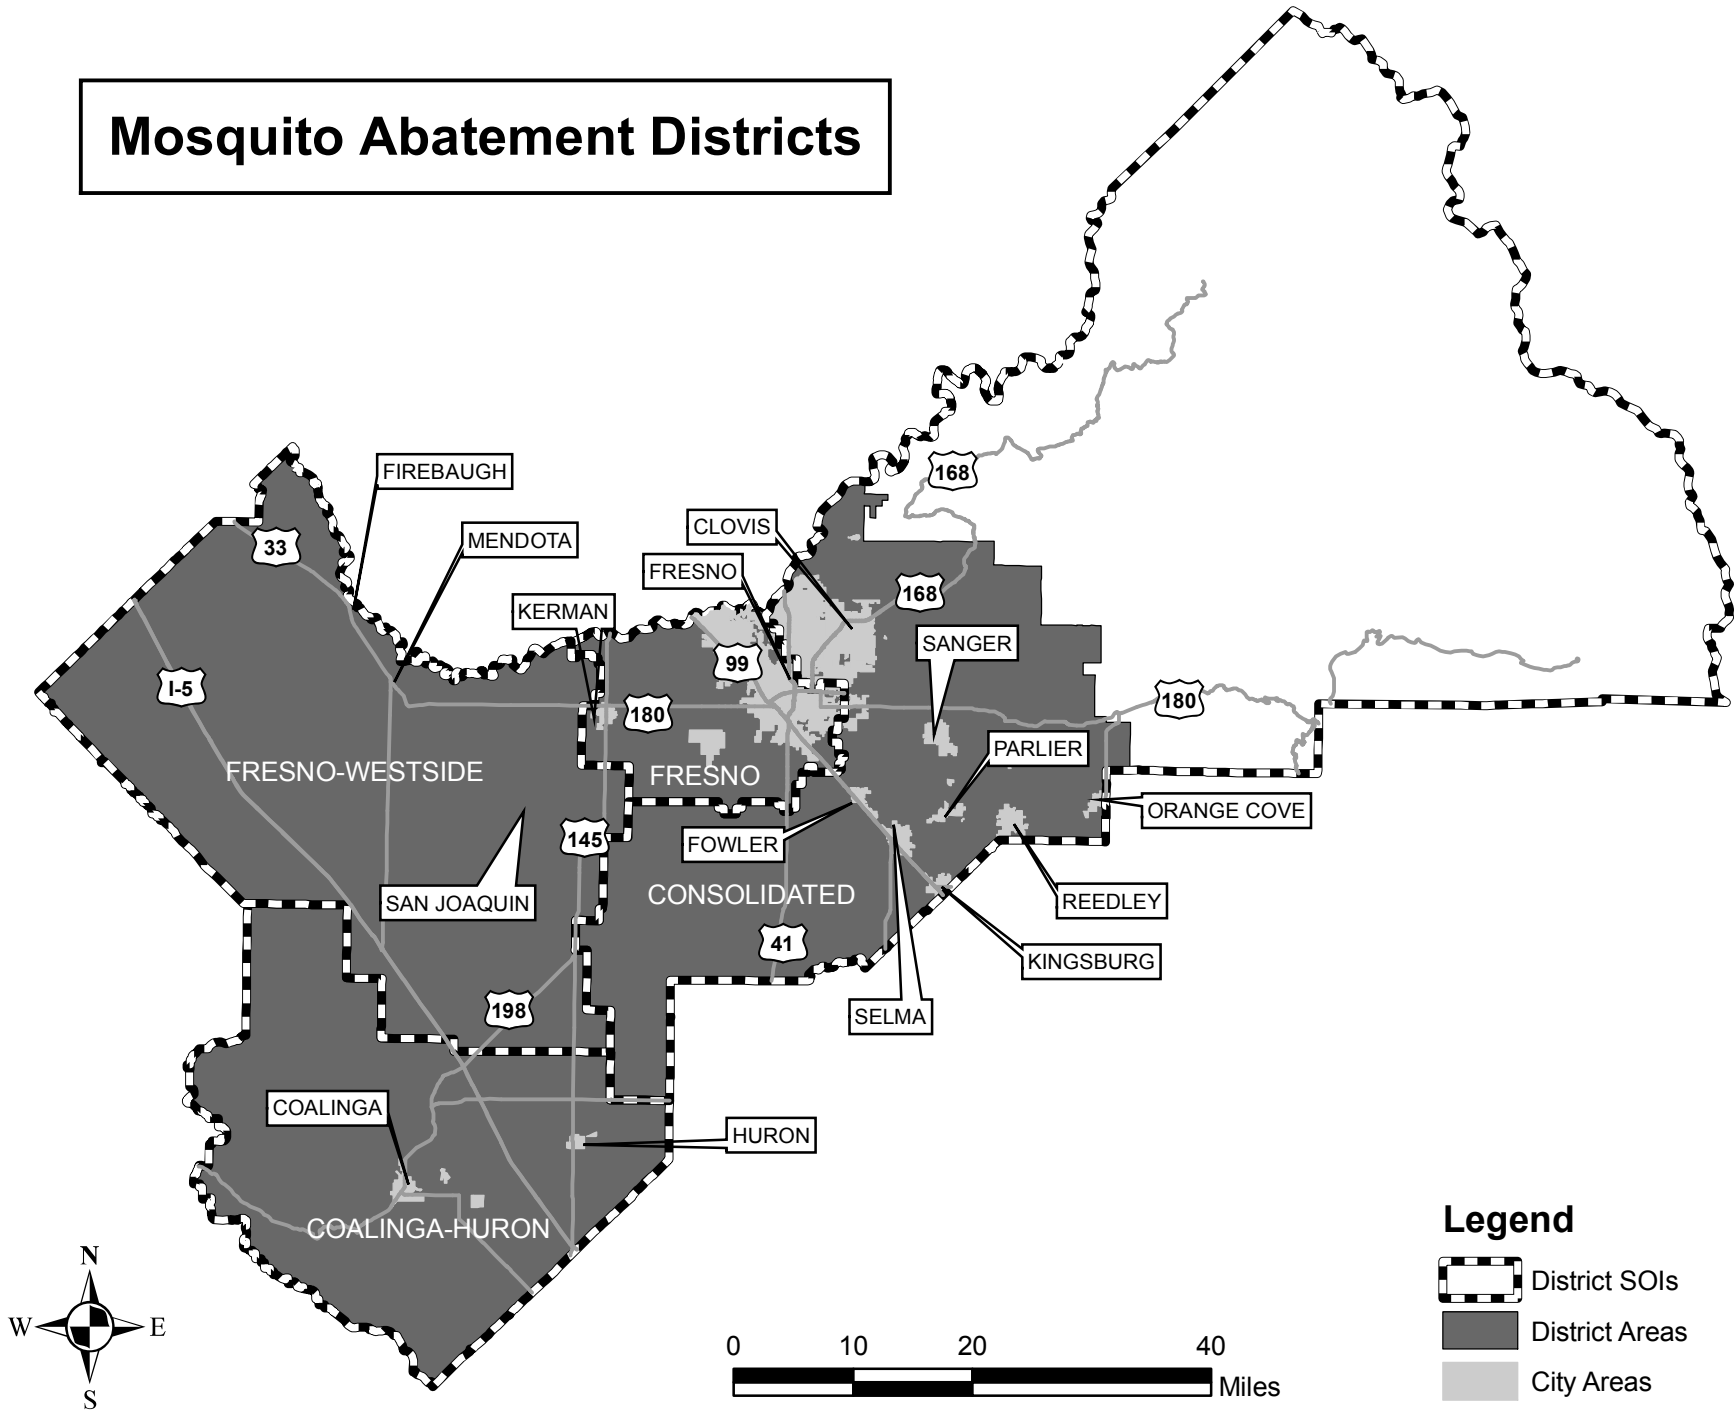 Mosquito Abatement Districts
FIREBAUGH
168
CLOVIS
33
MENDOTA
FRESNO
168
KERMAN
SANGER
99
I-5
180
180
PARLIER
FRESNO-WESTSIDE
FRESNO
ORANGE COVE
145
FOWLER
CONSOLIDATED
SAN JOAQUIN
REEDLEY
41
KINGSBURG
198
SELMA
COALINGA
HURON
COALINGA-HURON
N
W E
S
0 10 20 40
Miles
Legend
District SOIs
District Areas
City Areas